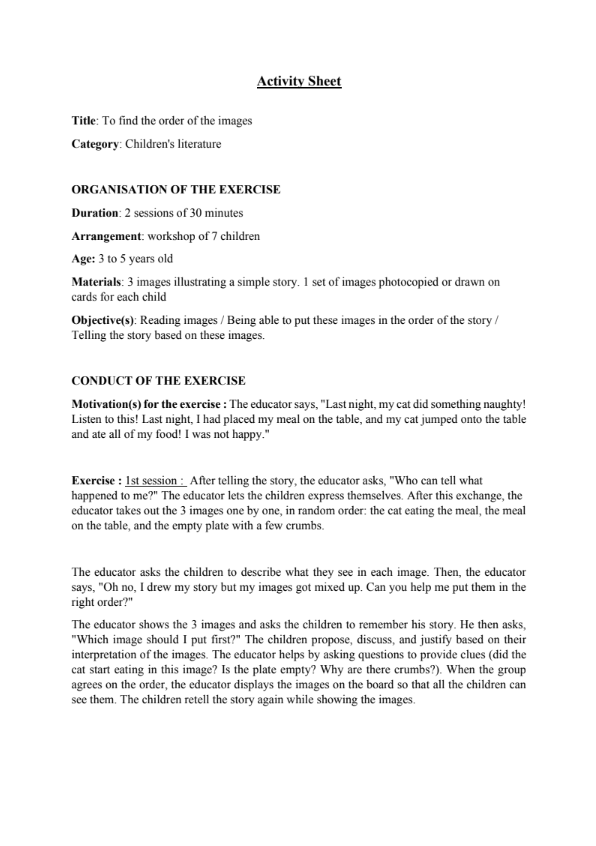 Activity Sheet
Title: To find the order of the images
Category: Children's literature
ORGANISATION OF THE EXERCISE
Duration: 2 sessions of 30 minutes
Arrangement: workshop of 7 children
Age: 3 to 5 years old
Materials: 3 images illustrating a simple story. 1 set of images photocopied or drawn on
cards for each child
Objective(s): Reading images / Being able to put these images in the order of the story /
Telling the story based on these images.
CONDUCT OF THE EXERCISE
Motivation(s) for the exercise : The educator says, "Last night, my cat did something naughty!
Listen to this! Last night, I had placed my meal on the table, and my cat jumped onto the table
and ate all of my food! I was not happy."
Exercise : 1st session :  After telling the story, the educator asks, "Who can tell what
happened to me?" The educator lets the children express themselves. After this exchange, the
educator takes out the 3 images one by one, in random order: the cat eating the meal, the meal
on the table, and the empty plate with a few crumbs.
The educator asks the children to describe what they see in each image. Then, the educator
says, "Oh no, I drew my story but my images got mixed up. Can you help me put them in the
right order?"
The educator shows the 3 images and asks the children to remember his story. He then asks,
"Which image should I put first?" The children propose, discuss, and justify based on their
interpretation of the images. The educator helps by asking questions to provide clues (did the
cat start eating in this image? Is the plate empty? Why are there crumbs?). When the group
agrees on the order, the educator displays the images on the board so that all the children can
see them. The children retell the story again while showing the images.